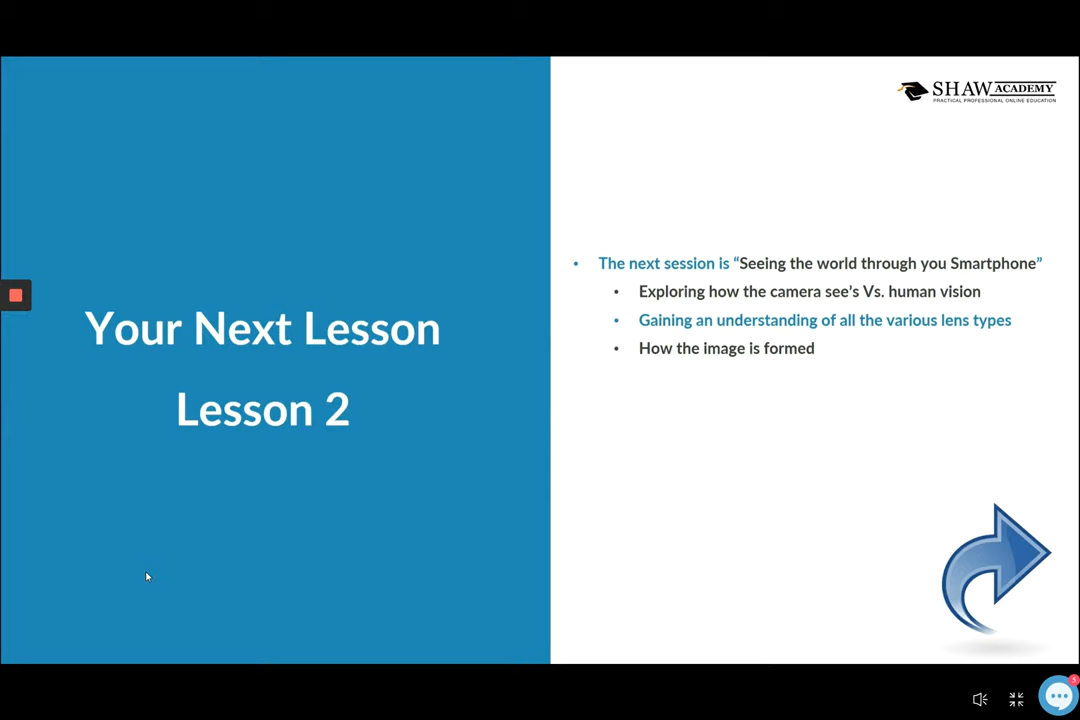 SHAW ACADEMY
PRACTICAL PROFESSIONAL ONLINE EDUCATION
Your Next Lesson
Lesson 2
• The next session is “Seeing the world through you Smartphone”
• Exploring how the camera see's Vs. human vision
• Gaining an understanding of all the various lens types
• How the image is formed
5